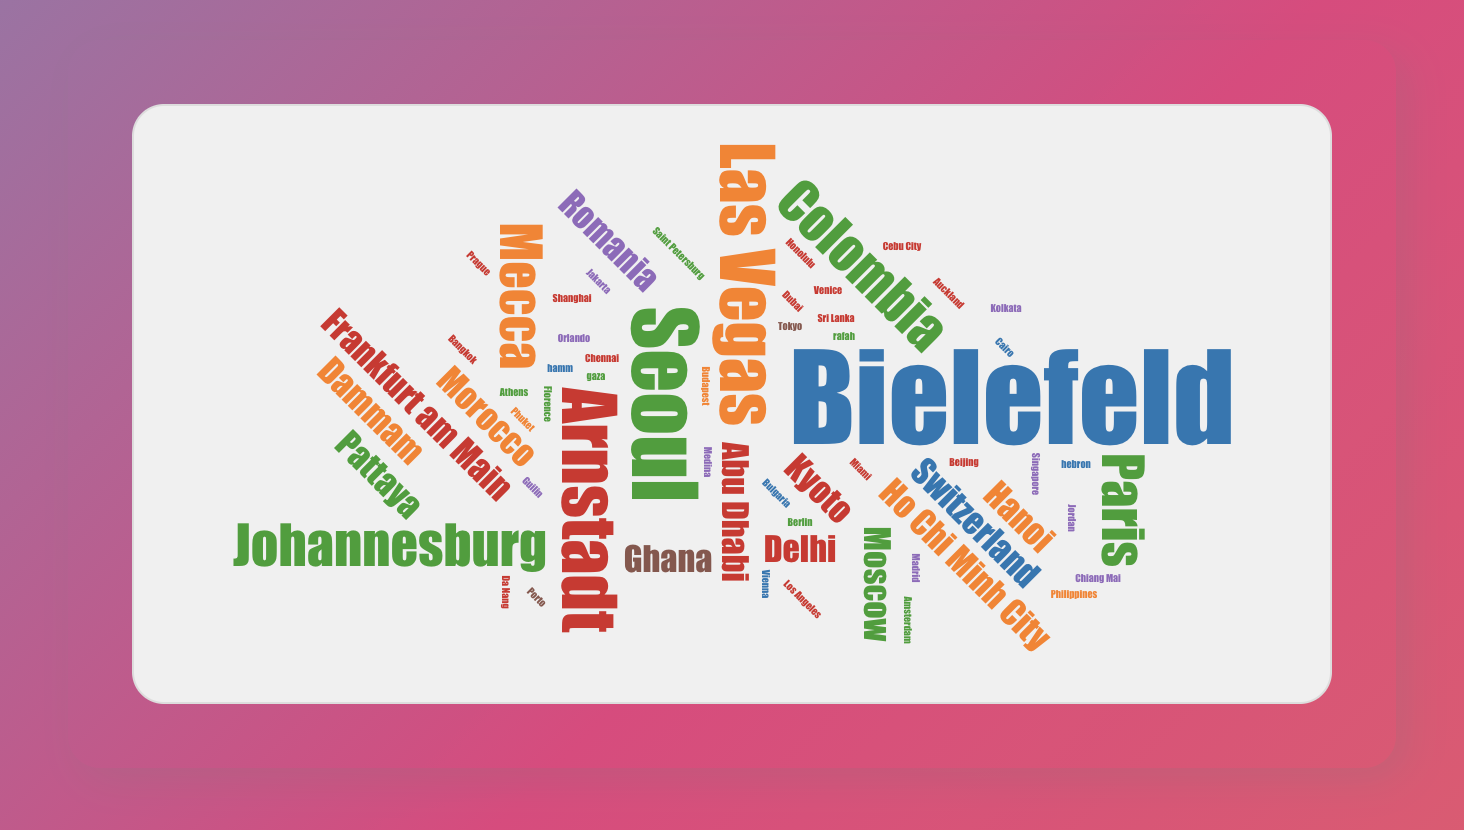 Las Vegas
Colombia
Romania
Saint Petersburg
Mecca
Honolulu
Cebu City
Prague
Jakarta
Shanghai
Dubai
Venice
Auckland
Kolkata
Sri Lanka
Tokyo
rafah
Seoul
Orlando
Cairo
Frankfurt am Main
Bangkok
Chennai
hamm
gaza
Bielefeld
Dammam
Morocco
Athens
Florence
Budapest
Phuket
Arnstadt
Pattaya
Guilin
Medina
Abu Dhabi
Kyoto
Miami
Beijing
Singapore
hebron
Paris
Bulgaria
Switzerland
Hanoi
Ho Chi Minh City
Jordan
Berlin
Johannesburg
Ghana
Delhi
Moscow
Madrid
Chiang Mai
Philippines
Da Nang
Porto
Vienna
Los Angeles
Amsterdam